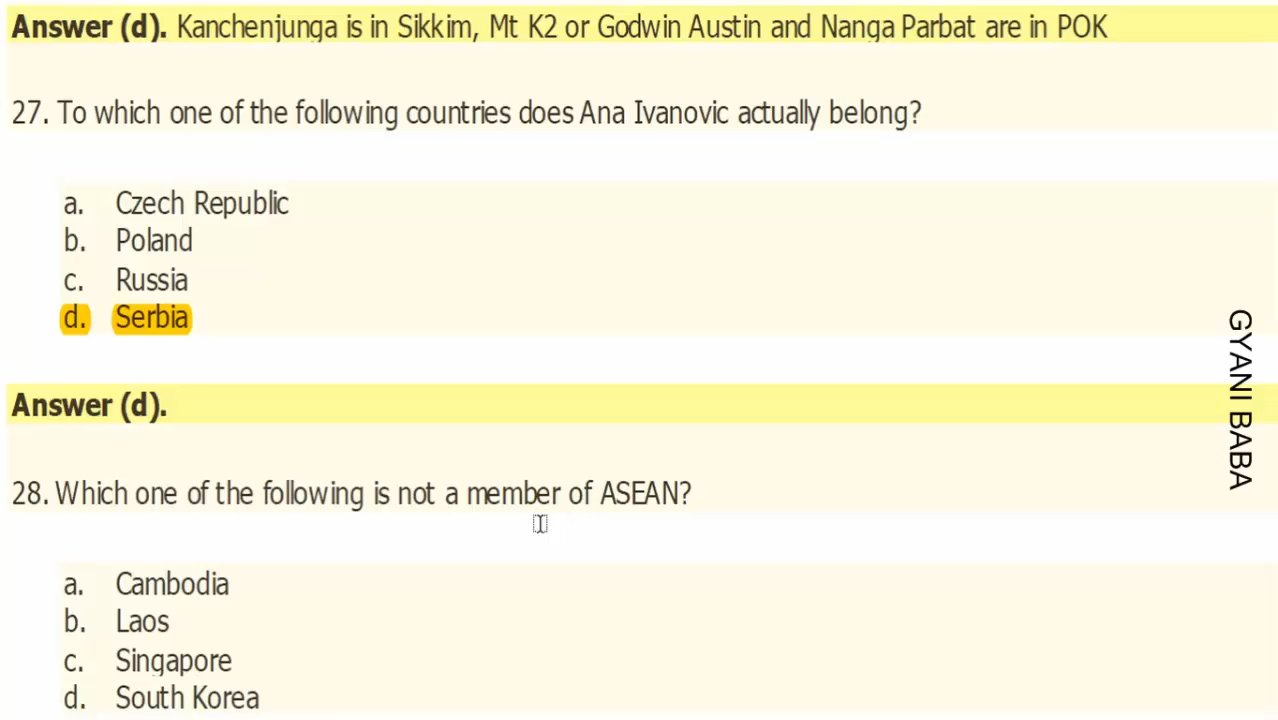 Answer (d). Kanchenjunga is in Sikkim, Mt K2 or Godwin Austin and Nanga Parbat are in POK
27. To which one of the following countries does Ana Ivanovic actually belong?
a. Czech Republic
b. Poland
c. Russia
d. Serbia
Answer (d).
28. Which one of the following is not a member of ASEAN?
a. Cambodia
b. Laos
c. Singapore
d. South Korea
GYANI BABA